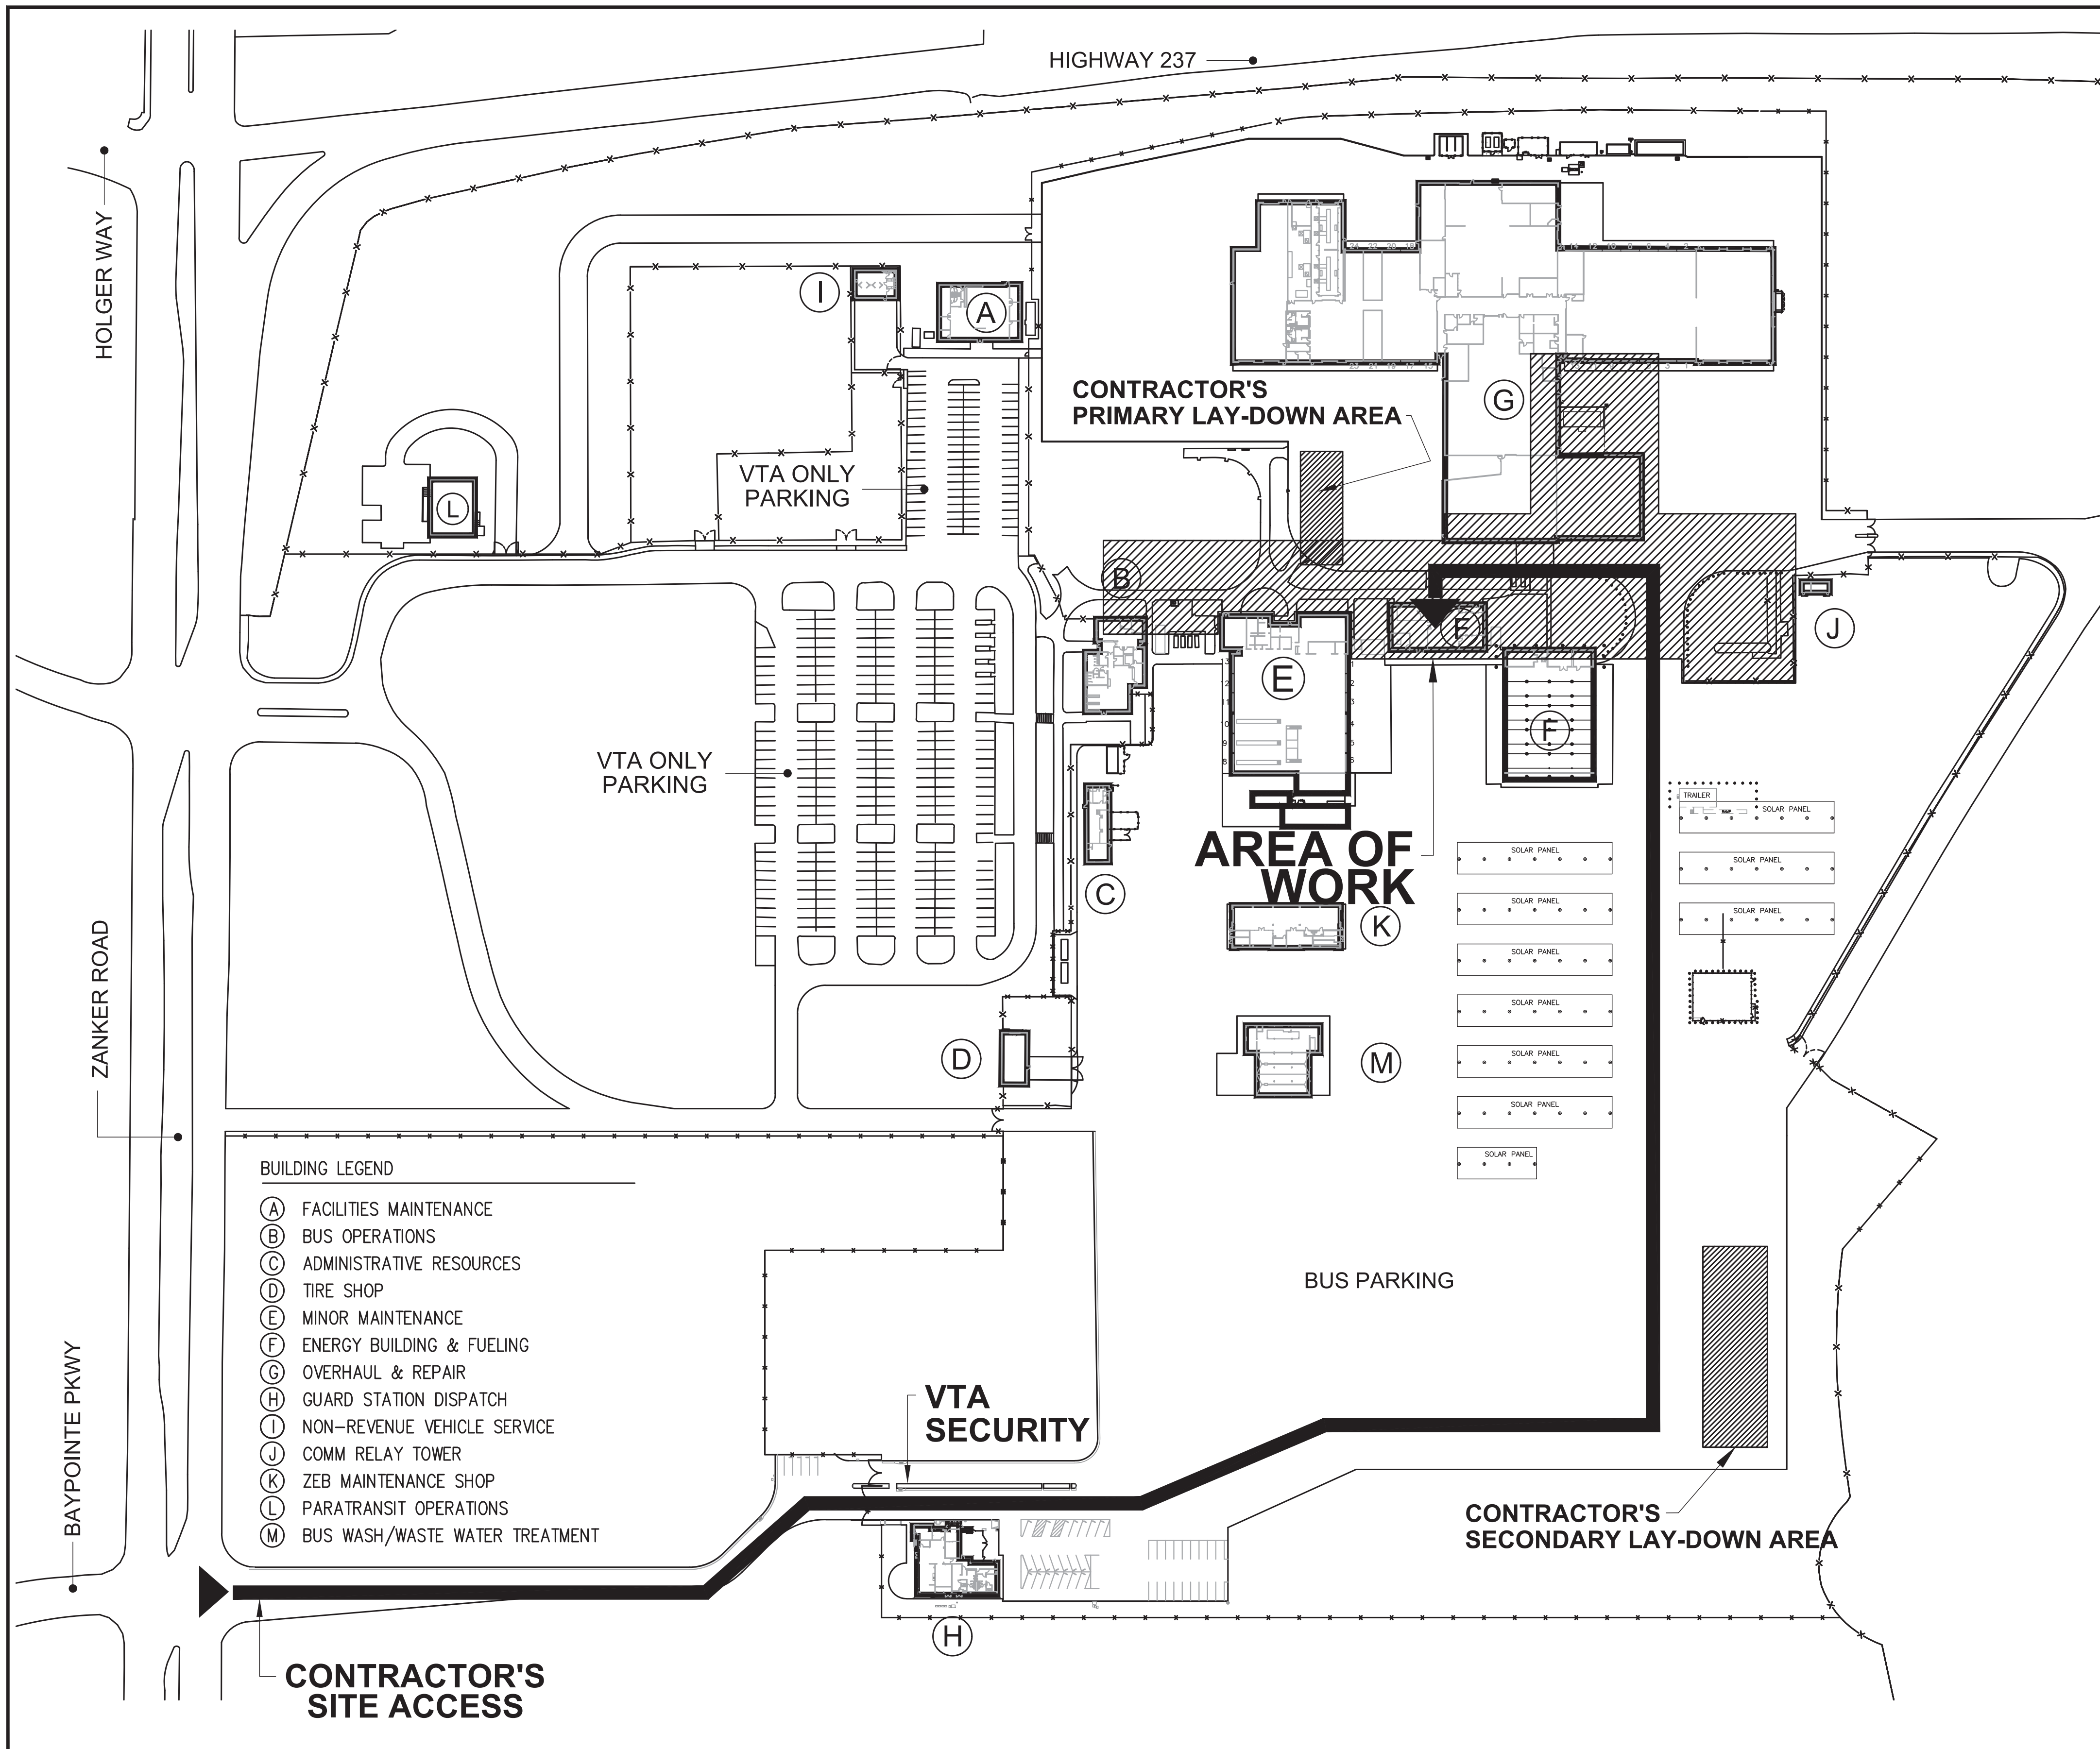 HIGHWAY 237
HOLGER WAY
I
A
CONTRACTOR'S
PRIMARY LAY-DOWN AREA
G
VTA ONLY
PARKING
L
B
F
J
E
F
VTA ONLY
PARKING
TRAILER
SOLAR PANEL
AREA OF
WORK
SOLAR PANEL
SOLAR PANEL
C
K
SOLAR PANEL
SOLAR PANEL
SOLAR PANEL
ZANKER ROAD
SOLAR PANEL
D
M
SOLAR PANEL
SOLAR PANEL
SOLAR PANEL
BUILDING LEGEND
A FACILITIES MAINTENANCE
B BUS OPERATIONS
C ADMINISTRATIVE RESOURCES
D TIRE SHOP
E MINOR MAINTENANCE
F ENERGY BUILDING & FUELING
G OVERHAUL & REPAIR
H GUARD STATION DISPATCH
I NON-REVENUE VEHICLE SERVICE
J COMM RELAY TOWER
K ZEB MAINTENANCE SHOP
L PARATRANSIT OPERATIONS
M BUS WASH/WASTE WATER TREATMENT
BUS PARKING
BAYPOINTE PKWY
VTA
SECURITY
CONTRACTOR'S
SECONDARY LAY-DOWN AREA
H
CONTRACTOR'S
SITE ACCESS